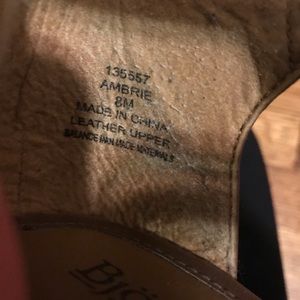 135557
AMBRIE
8M
MADE IN CHINA
LEATHER UPPER
BALANCE MAN MADE MATERIALS